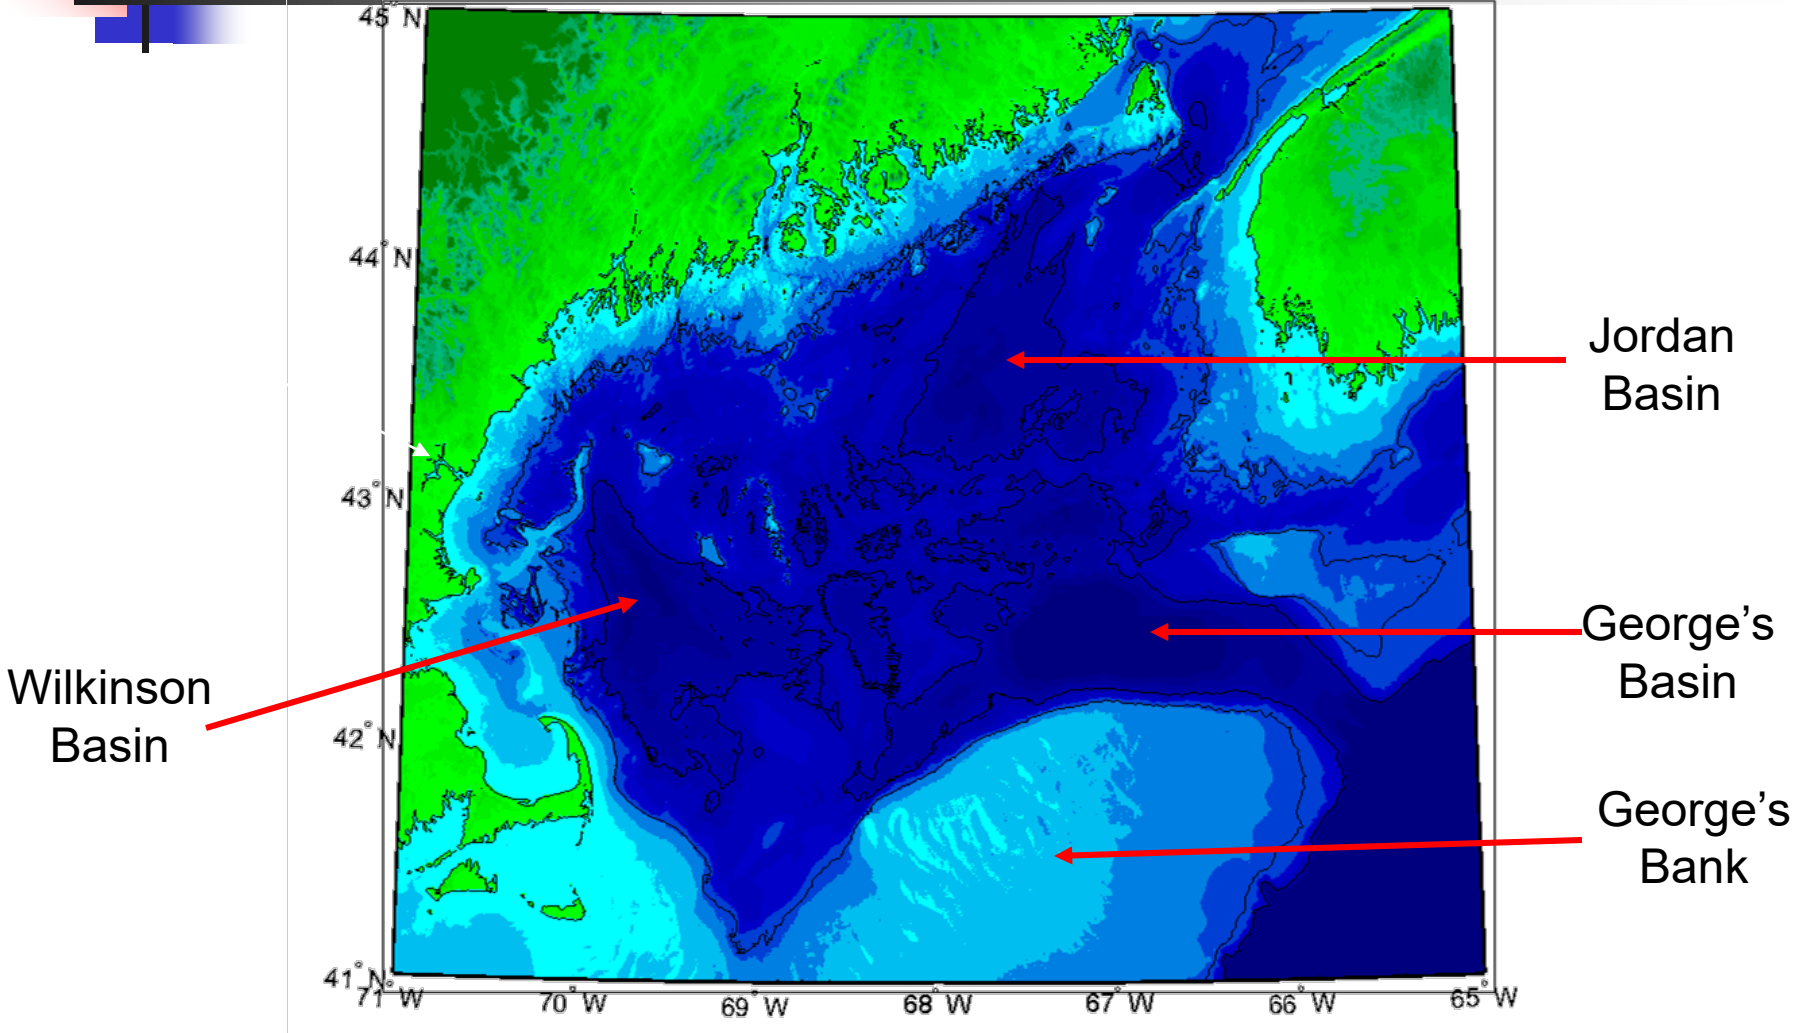 45° N
44° N
43° N
42° N
41° N
71° W
70° W
69° W
68° W
67° W
66° W
65° W
Jordan
Basin
George’s
Basin
George’s
Bank
Wilkinson
Basin